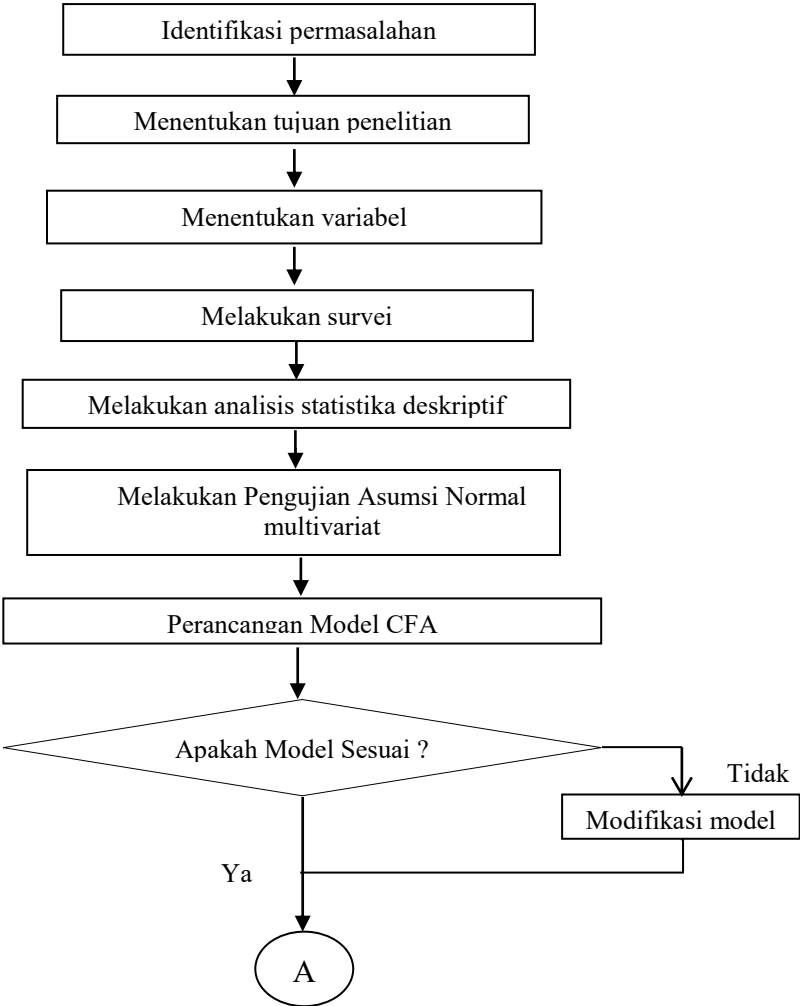 Identifikasi permasalahan
Menentukan tujuan penelitian
Menentukan variabel
Melakukan survei
Melakukan analisis statistika deskriptif
Melakukan Pengujian Asumsi Normal
multivariat
Perancangan Model CFA
Apakah Model Sesuai ?
Tidak
Modifikasi model
Ya
A